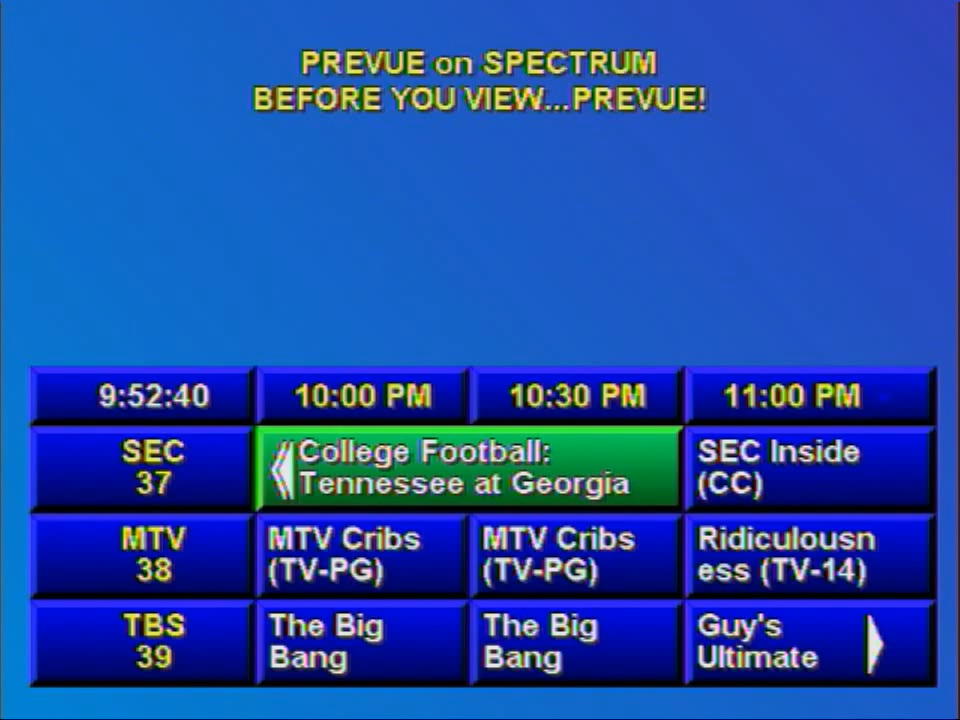 PREVUE on SPECTRUM
BEFORE YOU VIEW...PREVUE!
9:52:40 10:00 PM 10:30 PM 11:00 PM
SEC
37
College Football:
Tennessee at Georgia
SEC Inside
(CC)
MTV
38
MTV Cribs
(TV-PG)
MTV Cribs
(TV-PG)
Ridiculousn
ess (TV-14)
TBS
39
The Big
Bang
The Big
Bang
Guy's
Ultimate